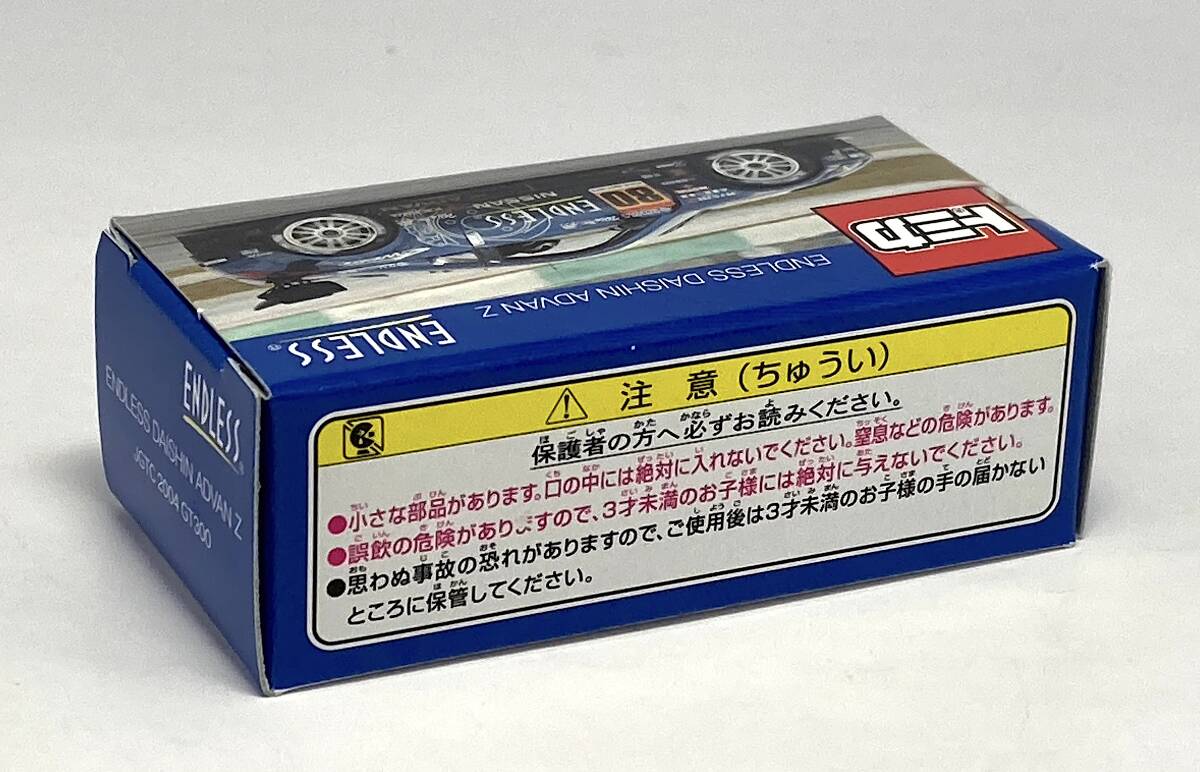 トミカ
80
ENDLESS
NISSAN
ENDLESS DAISHIN ADVAN Z
ENDLESS®
ENDLESS®
ENDLESS DAISHIN ADVAN Z
JGTC 2004 GT300
注意(ちゅうい)
保護者の方へ必ずお読みください。
●小さな部品があります。口の中には絶対に入れないでください。窒息などの危険があります。
●誤飲の危険がありますので、3才未満のお子様には絶対に与えないでください。
●思わぬ事故の恐れがありますので、ご使用後は3才未満のお子様の手の届かない
ところに保管してください。